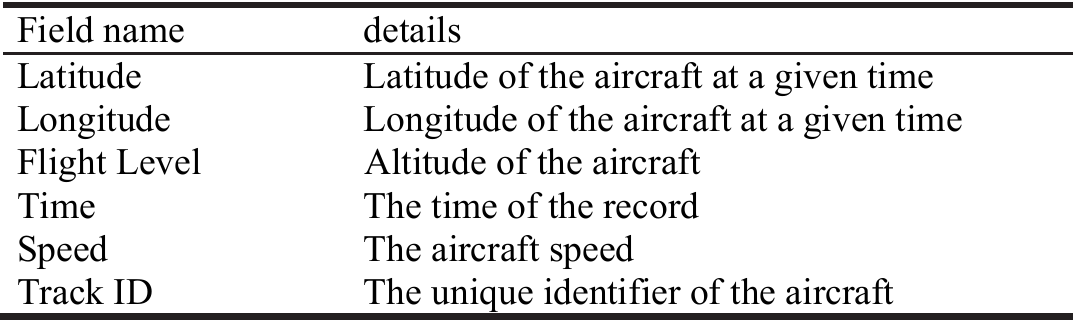 Field name details
Latitude Latitude of the aircraft at a given time
Longitude Longitude of the aircraft at a given time
Flight Level Altitude of the aircraft
Time The time of the record
Speed The aircraft speed
Track ID The unique identifier of the aircraft